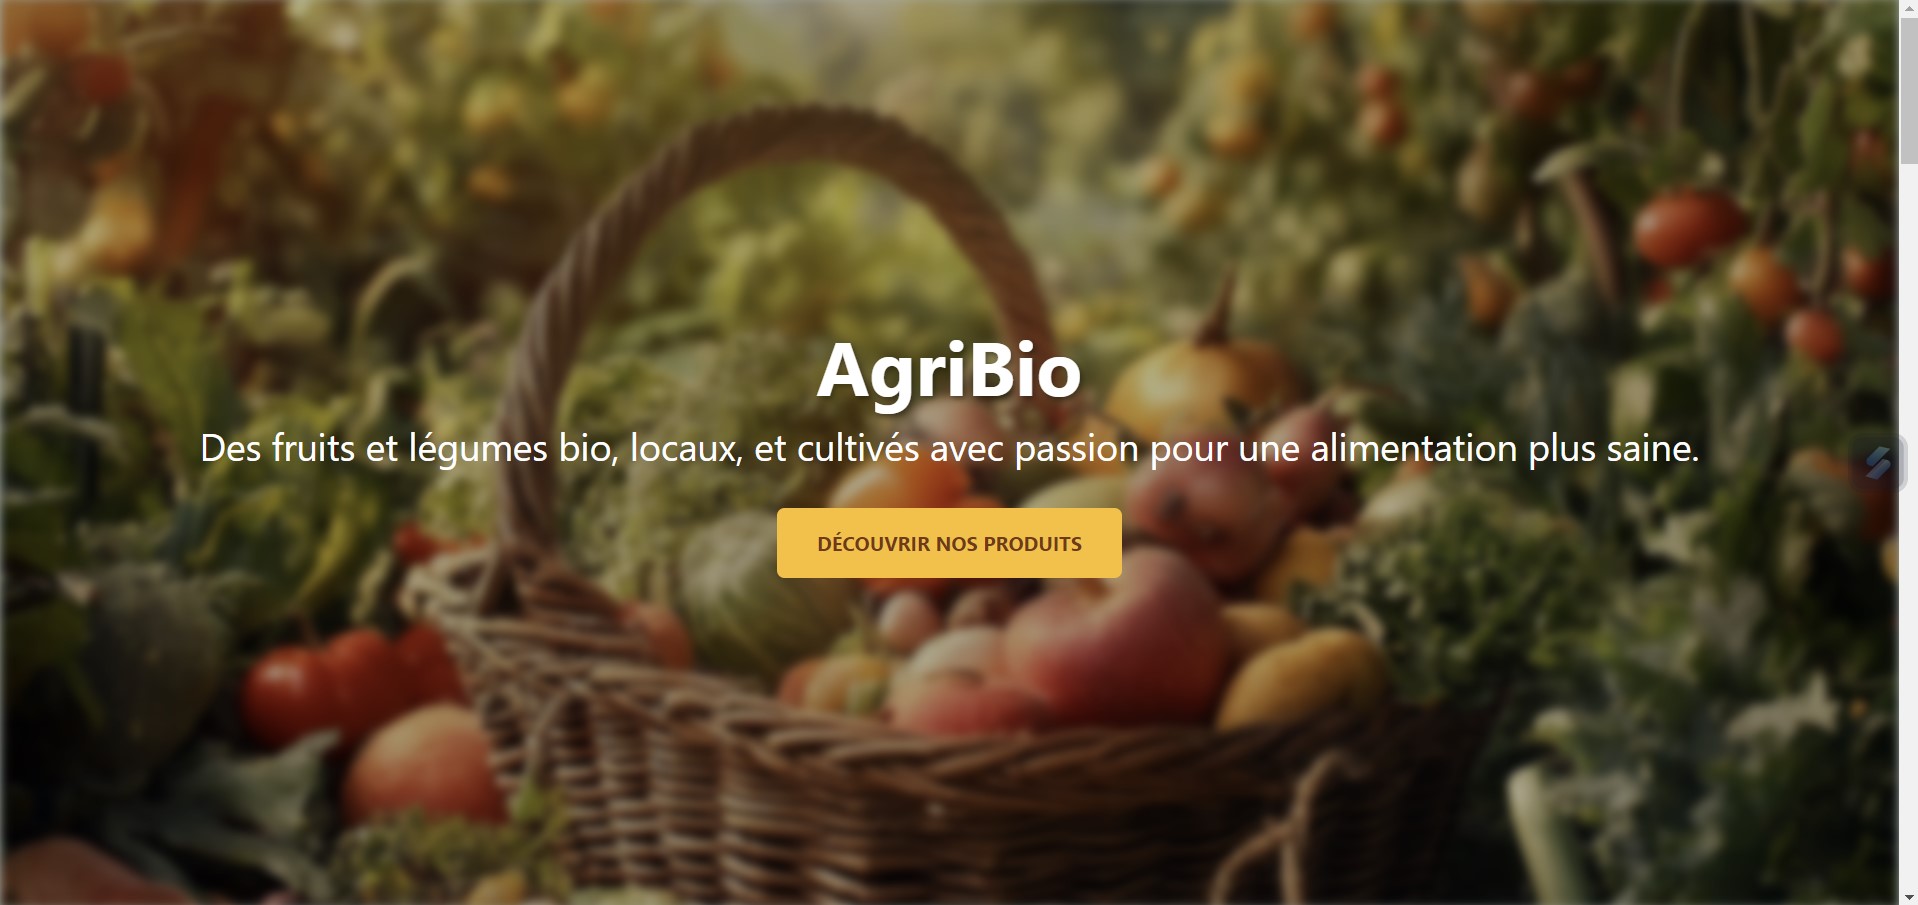 AgriBio
Des fruits et légumes bio, locaux, et cultivés avec passion pour une alimentation plus saine.
DÉCOUVRIR NOS PRODUITS